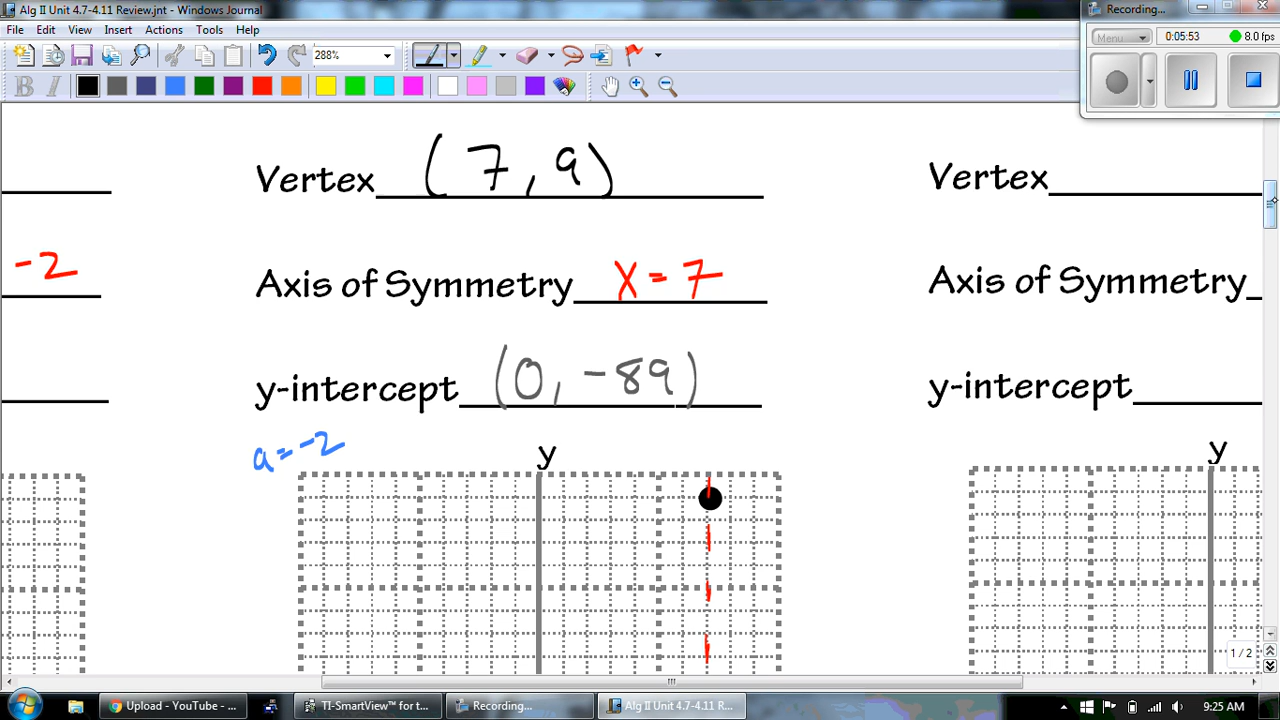 Alg II Unit 4.7-4.11 Review.jnt - Windows Journal
Recording...
File Edit View Insert Actions Tools Help
Menu 0:05:53 8.0 fps
288%
B I
Vertex (7,9)
Vertex
-2
Axis of Symmetry x = 7
Axis of Symmetry
y-intercept (0, -89)
y-intercept
a = -2
y
y
1 / 2
Upload - YouTube - ...
TI-SmartView™ for t...
Recording...
Alg II Unit 4.7-4.11 R...
9:25 AM